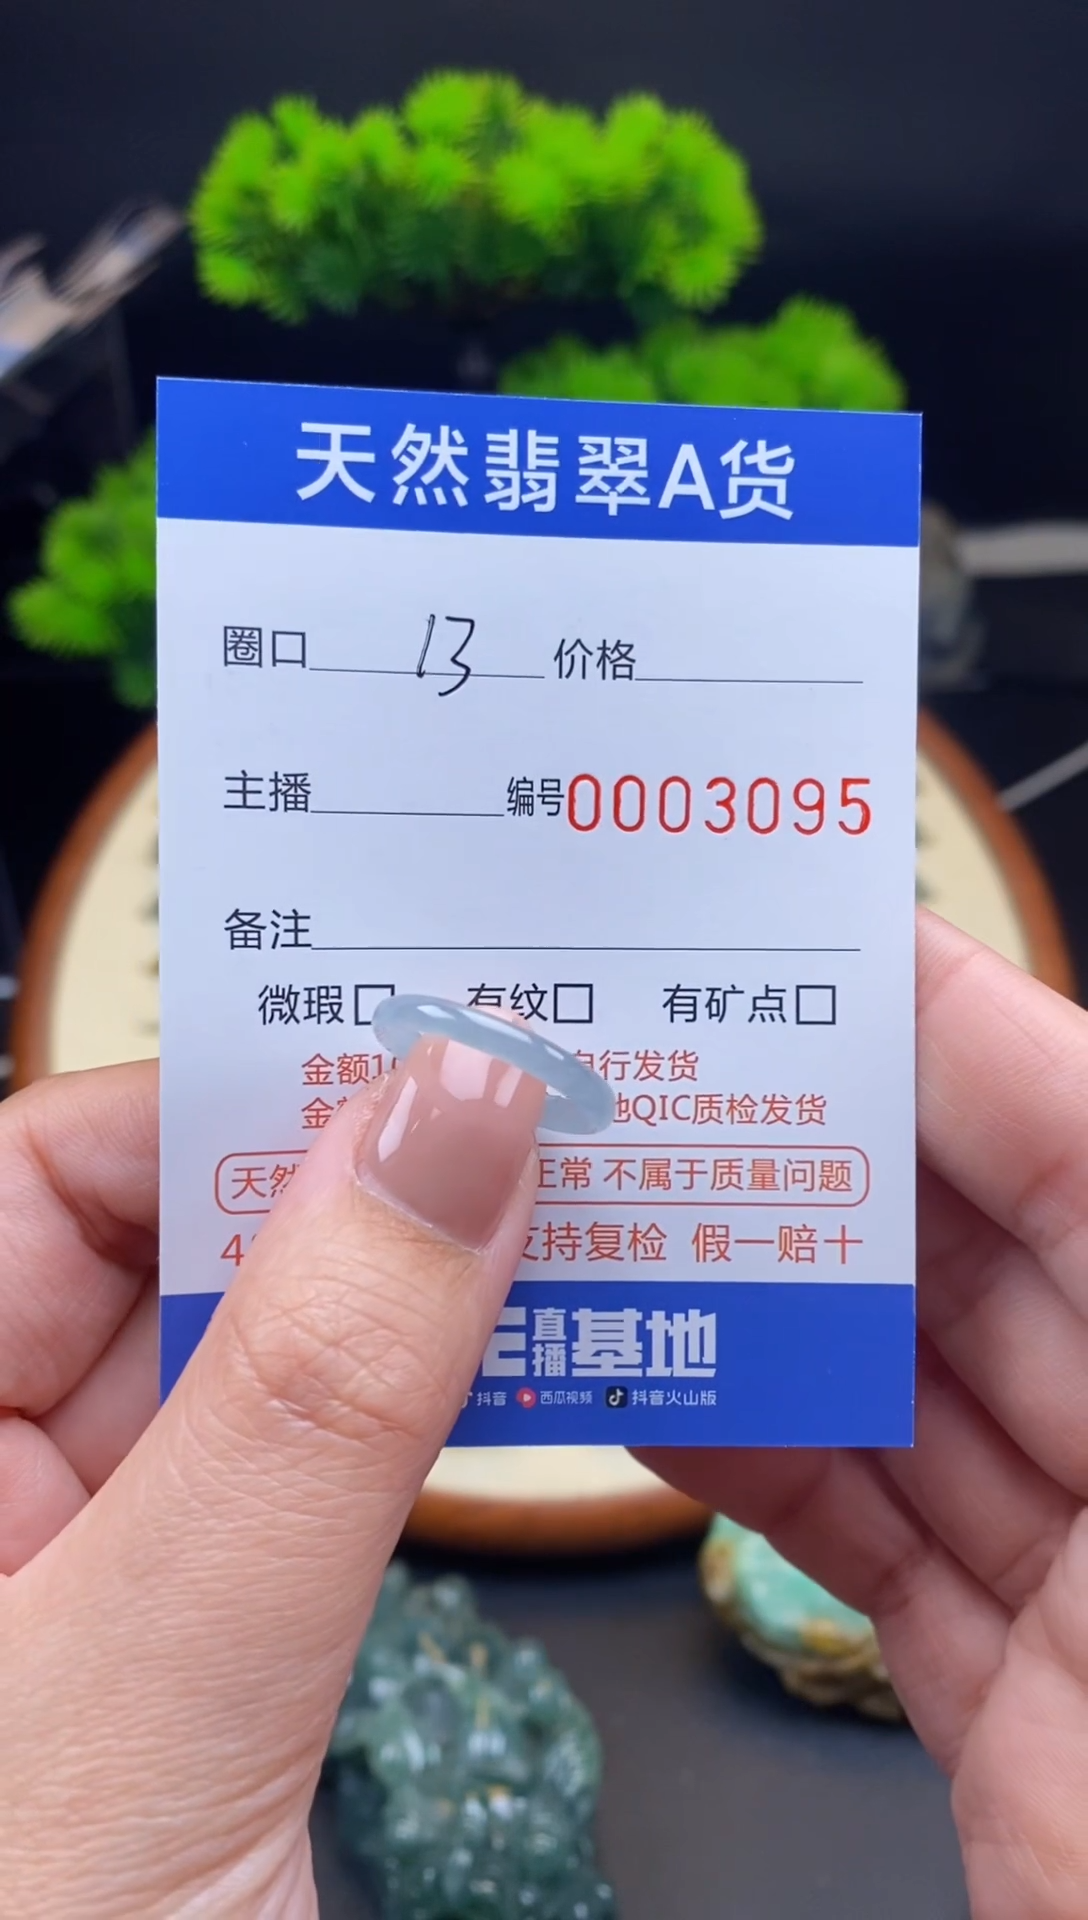 天然翡翠A货
圈口 13 价格
主播 编号0003095
备注
微瑕□ 有纹□ 有矿点□
金额1 自行发货
金 地QIC质检发货
天然 正常 不属于质量问题
4 支持复检 假一赔十
E直播基地
抖音 西瓜视频 抖音火山版